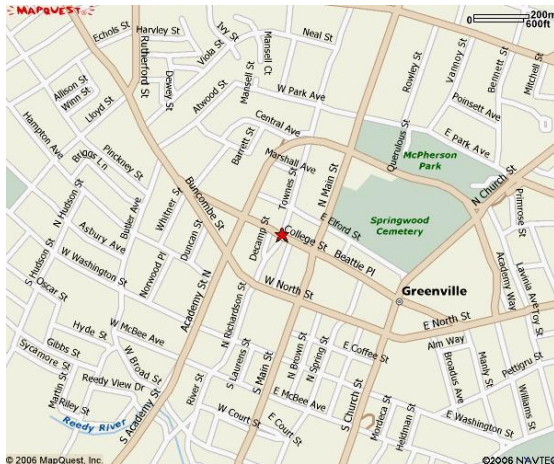 MAPQUEST
200m
600ft
Echols St
Harvley St
Rutherford St
Dewey St
Viola St
Ivy St
Mansell Ct
Mansell St
Neal St
Rowley St
Vannoy St
Bennett St
Mitchell St
Allison St
Winn St
Lloyd St
Atwood St
W Park Ave
Poinsett Ave
E Park Ave
Hampton Ave
Briggs Ln
Pinckney St
Central Ave
Barrett St
Marshall Ave
Querulous St
McPherson
Park
N Church St
Primrose St
Butler Ave
Whitner St
Buncombe St
Townes St
N Main St
E Elford St
Springwood
Cemetery
N Hudson St
S Hudson St
Asbury Ave
Norwood Pl
Duncan St
Decamp St
College St
Beattie Pl
W Washington St
Academy St N
W North St
Greenville
Academy Way
Lavinia Ave
Toy St
Oscar St
Hyde St
W McBee Ave
N Richardson St
E North St
Alm Way
Gibbs St
Sycamore St
W Broad St
Reedy View Dr
Martin St
Riley St
River St
S Laurens St
S Main St
N Brown St
N Spring St
E Coffee St
Broadus Ave
Manly St
Pettigru St
Williams St
E McBee Ave
S Church St
Mordeca St
Heldman St
E Washington St
Reedy River
S Academy St
W Court St
E Court St
© 2006 MapQuest, Inc.
©2006 NAVTEQ